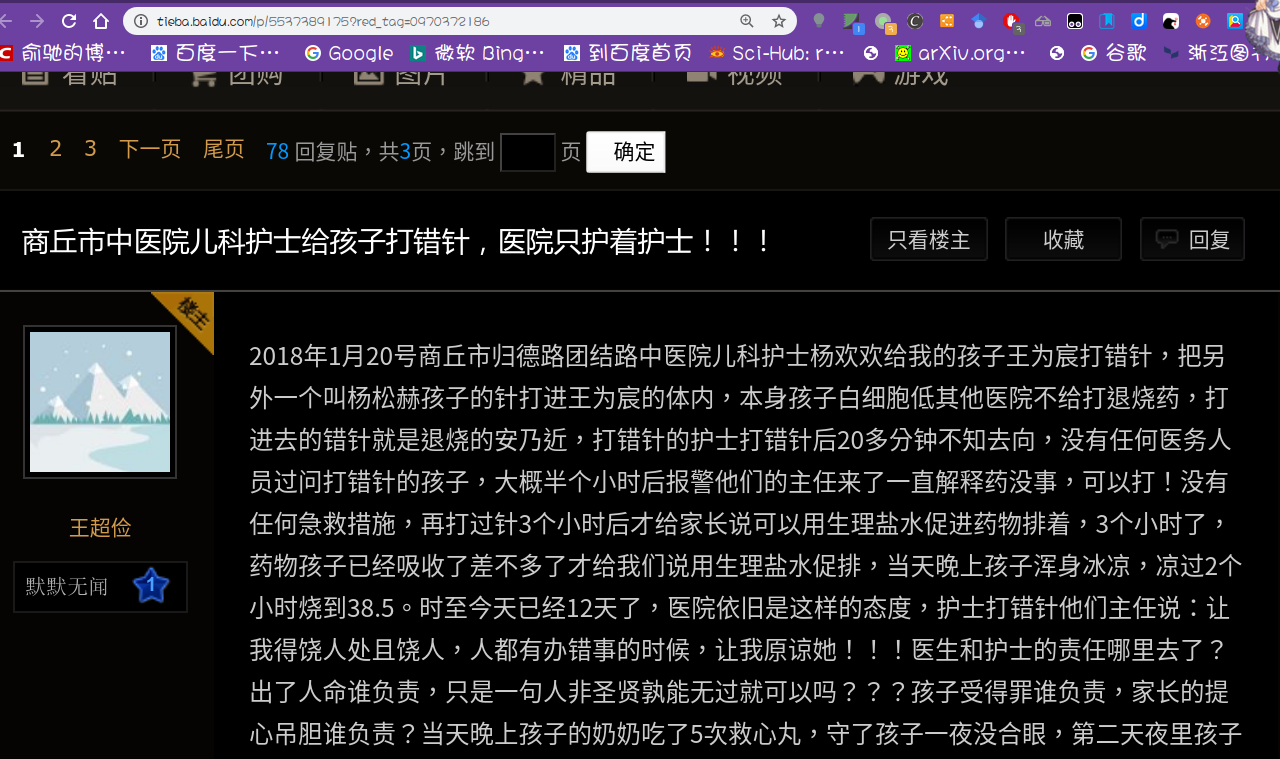 tieba.baidu.com/p/5537389175?red_tag=0970372186
俞驰的博… 百度一下… Google 微软 Bing… 到百度首页 Sci-Hub: r… arXiv.org… 谷歌 浙江图书
看贴 团购 图片 精品 视频 游戏
1 2 3 下一页 尾页 78 回复贴，共3页，跳到 页 确定
商丘市中医院儿科护士给孩子打错针，医院只护着护士！！！ 只看楼主 收藏 回复
楼主
2018年1月20号商丘市归德路团结路中医院儿科护士杨欢欢给我的孩子王为宸打错针，把另
外一个叫杨松赫孩子的针打进王为宸的体内，本身孩子白细胞低其他医院不给打退烧药，打
进去的错针就是退烧的安乃近，打错针的护士打错针后20多分钟不知去向，没有任何医务人
员过问打错针的孩子，大概半个小时后报警他们的主任来了一直解释药没事，可以打！没有
任何急救措施，再打过针3个小时后才给家长说可以用生理盐水促进药物排着，3个小时了，
药物孩子已经吸收了差不多了才给我们说用生理盐水促排，当天晚上孩子浑身冰凉，凉过2个
小时烧到38.5。时至今天已经12天了，医院依旧是这样的态度，护士打错针他们主任说：让
我得饶人处且饶人，人都有办错事的时候，让我原谅她！！！医生和护士的责任哪里去了？
出了人命谁负责，只是一句人非圣贤孰能无过就可以吗？？？孩子受得罪谁负责，家长的提
心吊胆谁负责？当天晚上孩子的奶奶吃了5次救心丸，守了孩子一夜没合眼，第二天夜里孩子
王超俭
默默无闻 1